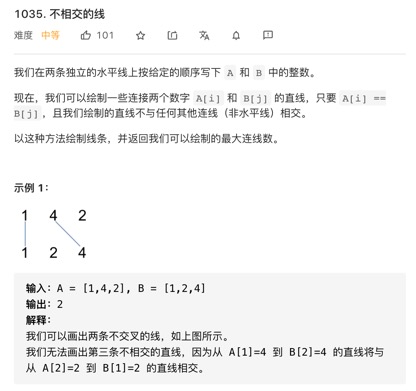 1035. 不相交的线
难度 中等 101
我们在两条独立的水平线上按给定的顺序写下 A 和 B 中的整数。
现在，我们可以绘制一些连接两个数字 A[i] 和 B[j] 的直线，只要 A[i] ==
B[j]，且我们绘制的直线不与任何其他连线（非水平线）相交。
以这种方法绘制线条，并返回我们可以绘制的最大连线数。
示例 1：
1 4 2
1 2 4
输入：A = [1,4,2], B = [1,2,4]
输出：2
解释：
我们可以画出两条不交叉的线，如上图所示。
我们无法画出第三条不相交的直线，因为从 A[1]=4 到 B[2]=4 的直线将与
从 A[2]=2 到 B[1]=2 的直线相交。